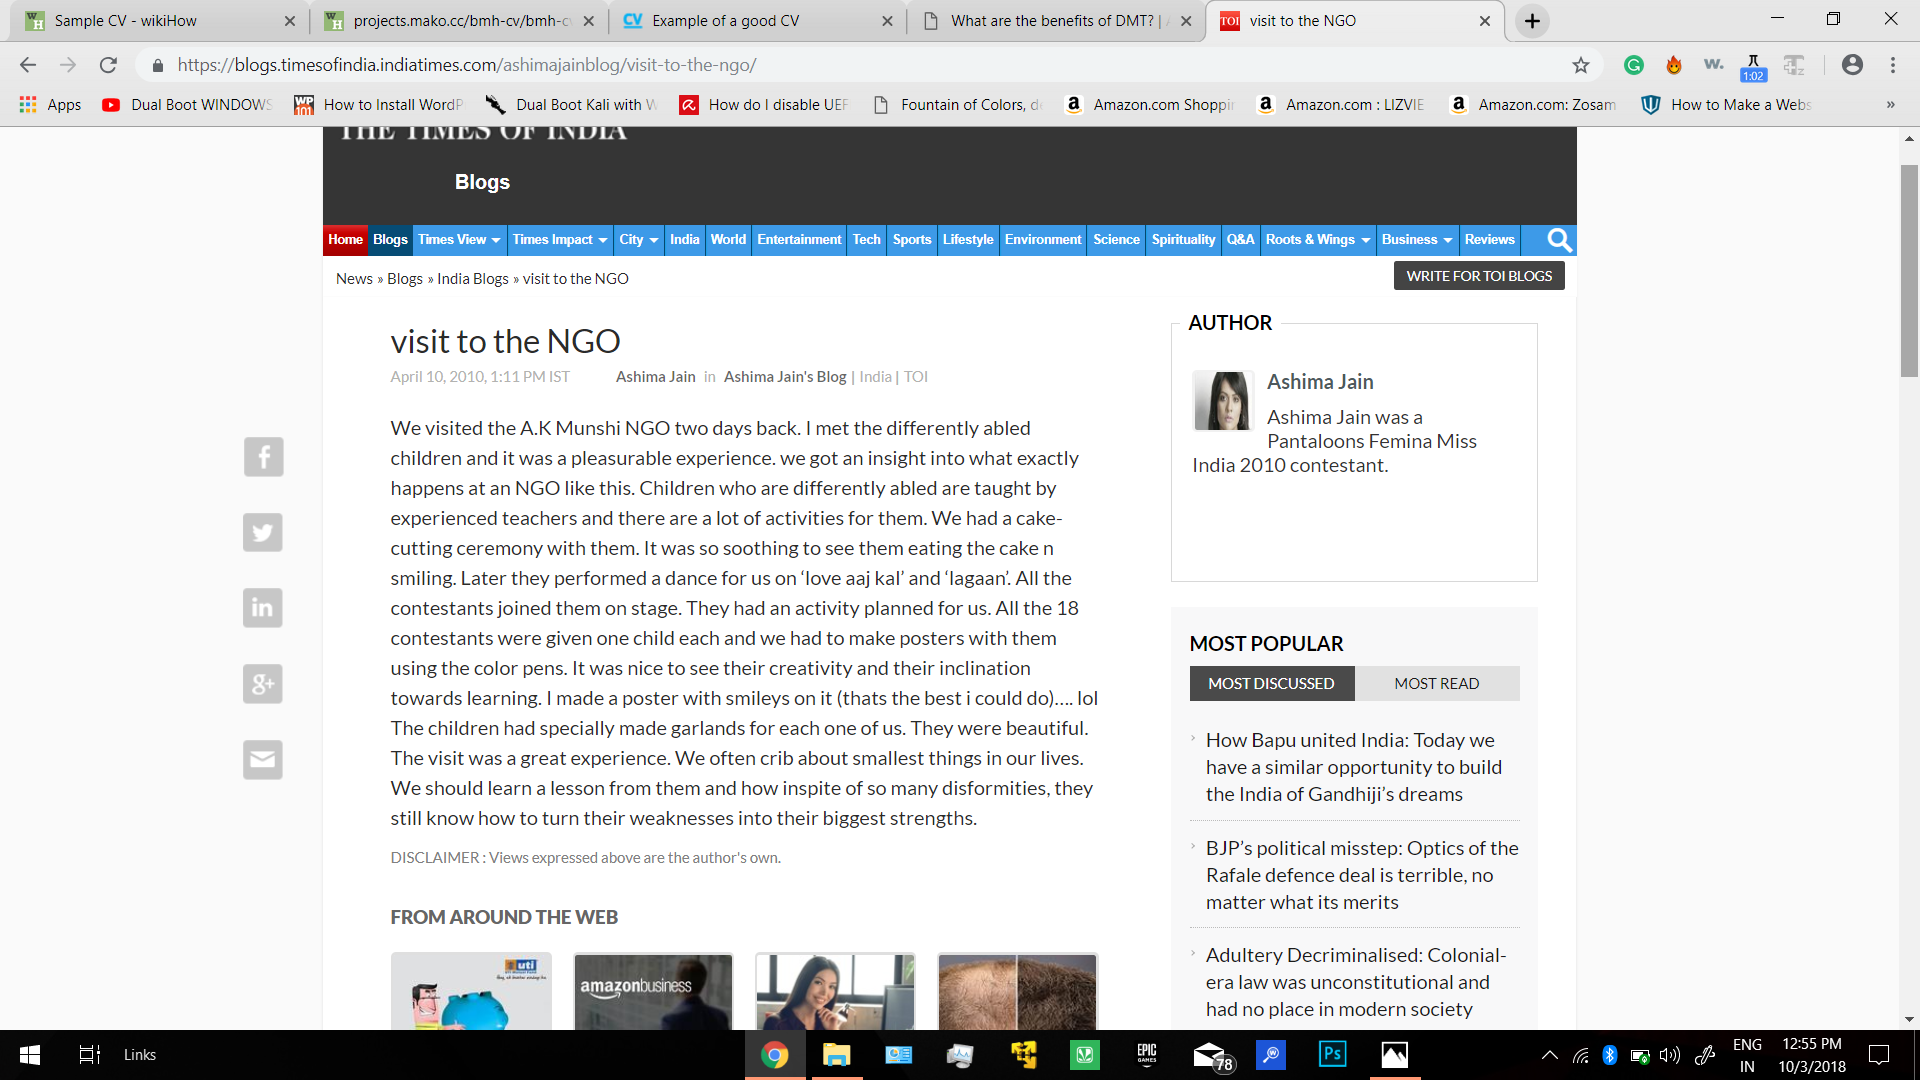 Sample CV - wikiHow
projects.mako.cc/bmh-cv/bmh-c
Example of a good CV
What are the benefits of DMT? |
TOI visit to the NGO
https://blogs.timesofindia.indiatimes.com/ashimajainblog/visit-to-the-ngo/
w.
1:02
Apps
Dual Boot WINDOWS
How to Install WordP
Dual Boot Kali with W
How do I disable UEF
Fountain of Colors, d
Amazon.com Shoppi
Amazon.com : LIZVIE
Amazon.com: Zosam
How to Make a Webs
»
THE TIMES OF INDIA
Blogs
Home Blogs Times View Times Impact City India World Entertainment Tech Sports Lifestyle Environment Science Spirituality Q&A Roots & Wings Business Reviews
News » Blogs » India Blogs » visit to the NGO
WRITE FOR TOI BLOGS
visit to the NGO
April 10, 2010, 1:11 PM IST Ashima Jain in Ashima Jain's Blog | India | TOI
We visited the A.K Munshi NGO two days back. I met the differently abled
children and it was a pleasurable experience. we got an insight into what exactly
happens at an NGO like this. Children who are differently abled are taught by
experienced teachers and there are a lot of activities for them. We had a cake-
cutting ceremony with them. It was so soothing to see them eating the cake n
smiling. Later they performed a dance for us on ‘love aaj kal’ and ‘lagaan’. All the
contestants joined them on stage. They had an activity planned for us. All the 18
contestants were given one child each and we had to make posters with them
using the color pens. It was nice to see their creativity and their inclination
towards learning. I made a poster with smileys on it (thats the best i could do)…. lol
The children had specially made garlands for each one of us. They were beautiful.
The visit was a great experience. We often crib about smallest things in our lives.
We should learn a lesson from them and how inspite of so many disformities, they
still know how to turn their weaknesses into their biggest strengths.
DISCLAIMER : Views expressed above are the author's own.
FROM AROUND THE WEB
uti
amazonbusiness
AUTHOR
Ashima Jain
Ashima Jain was a
Pantaloons Femina Miss
India 2010 contestant.
MOST POPULAR
MOST DISCUSSED
MOST READ
How Bapu united India: Today we
have a similar opportunity to build
the India of Gandhiji’s dreams
BJP’s political misstep: Optics of the
Rafale defence deal is terrible, no
matter what its merits
Adultery Decriminalised: Colonial-
era law was unconstitutional and
had no place in modern society
Links
EPIC
GAMES
78
Ps
ENG
IN
12:55 PM
10/3/2018